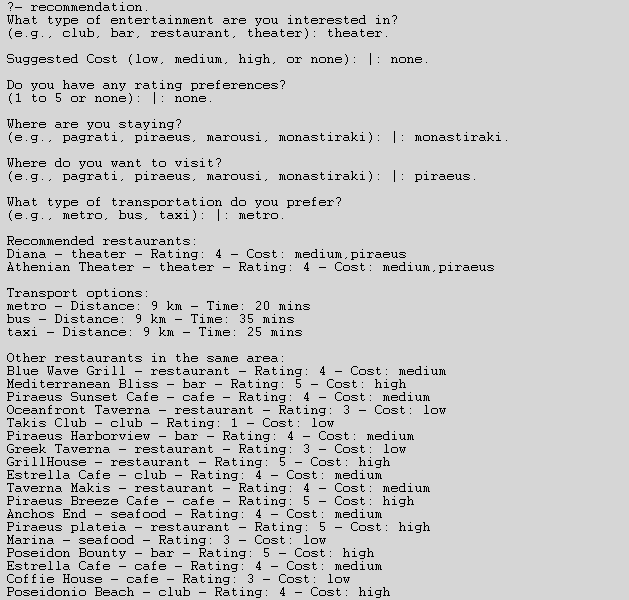 ?- recommendation.
What type of entertainment are you interested in?
(e.g., club, bar, restaurant, theater): theater.
Suggested Cost (low, medium, high, or none): |: none.
Do you have any rating preferences?
(1 to 5 or none): |: none.
Where are you staying?
(e.g., pagrati, piraeus, marousi, monastiraki): |: monastiraki.
Where do you want to visit?
(e.g., pagrati, piraeus, marousi, monastiraki): |: piraeus.
What type of transportation do you prefer?
(e.g., metro, bus, taxi): |: metro.
Recommended restaurants:
Diana - theater - Rating: 4 - Cost: medium,piraeus
Athenian Theater - theater - Rating: 4 - Cost: medium,piraeus
Transport options:
metro - Distance: 9 km - Time: 20 mins
bus - Distance: 9 km - Time: 35 mins
taxi - Distance: 9 km - Time: 25 mins
Other restaurants in the same area:
Blue Wave Grill - restaurant - Rating: 4 - Cost: medium
Mediterranean Bliss - bar - Rating: 5 - Cost: high
Piraeus Sunset Cafe - cafe - Rating: 4 - Cost: medium
Oceanfront Taverna - restaurant - Rating: 3 - Cost: low
Takis Club - club - Rating: 1 - Cost: low
Piraeus Harborview - bar - Rating: 4 - Cost: medium
Greek Taverna - restaurant - Rating: 3 - Cost: low
GrillHouse - restaurant - Rating: 5 - Cost: high
Estrella Cafe - club - Rating: 4 - Cost: medium
Taverna Makis - restaurant - Rating: 4 - Cost: medium
Piraeus Breeze Cafe - cafe - Rating: 5 - Cost: high
Anchos End - seafood - Rating: 4 - Cost: medium
Piraeus plateia - restaurant - Rating: 5 - Cost: high
Marina - seafood - Rating: 3 - Cost: low
Poseidon Bounty - bar - Rating: 5 - Cost: high
Estrella Cafe - cafe - Rating: 4 - Cost: medium
Coffie House - cafe - Rating: 3 - Cost: low
Poseidonio Beach - club - Rating: 4 - Cost: high